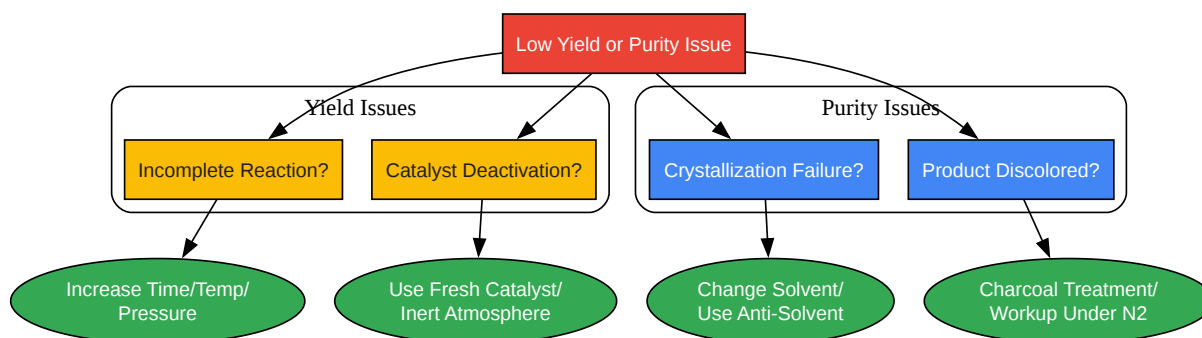 Low Yield or Purity Issue
Yield Issues
Purity Issues
Incomplete Reaction?
Catalyst Deactivation?
Crystallization Failure?
Product Discolored?
Increase Time/Temp/
Pressure
Use Fresh Catalyst/
Inert Atmosphere
Change Solvent/
Use Anti-Solvent
Charcoal Treatment/
Workup Under N2